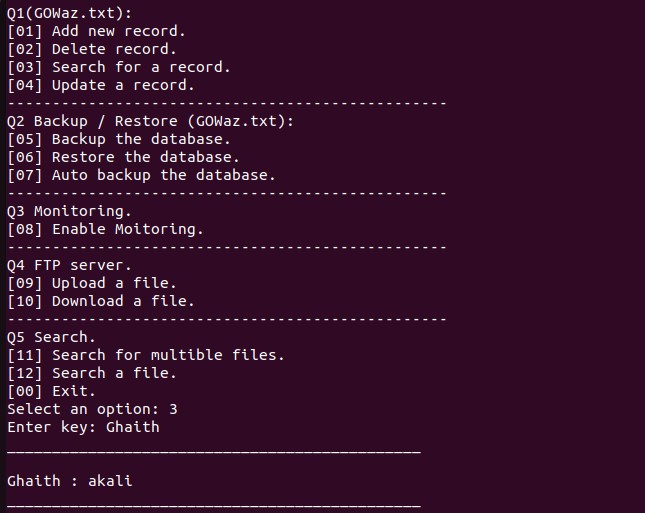 Q1(GOWaz.txt):
[01] Add new record.
[02] Delete record.
[03] Search for a record.
[04] Update a record.
-------------------------------------------------
Q2 Backup / Restore (GOWaz.txt):
[05] Backup the database.
[06] Restore the database.
[07] Auto backup the database.
-------------------------------------------------
Q3 Monitoring.
[08] Enable Moitoring.
-------------------------------------------------
Q4 FTP server.
[09] Upload a file.
[10] Download a file.
-------------------------------------------------
Q5 Search.
[11] Search for multible files.
[12] Search a file.
[00] Exit.
Select an option: 3
Enter key: Ghaith
______________________________________________
Ghaith : akali
______________________________________________